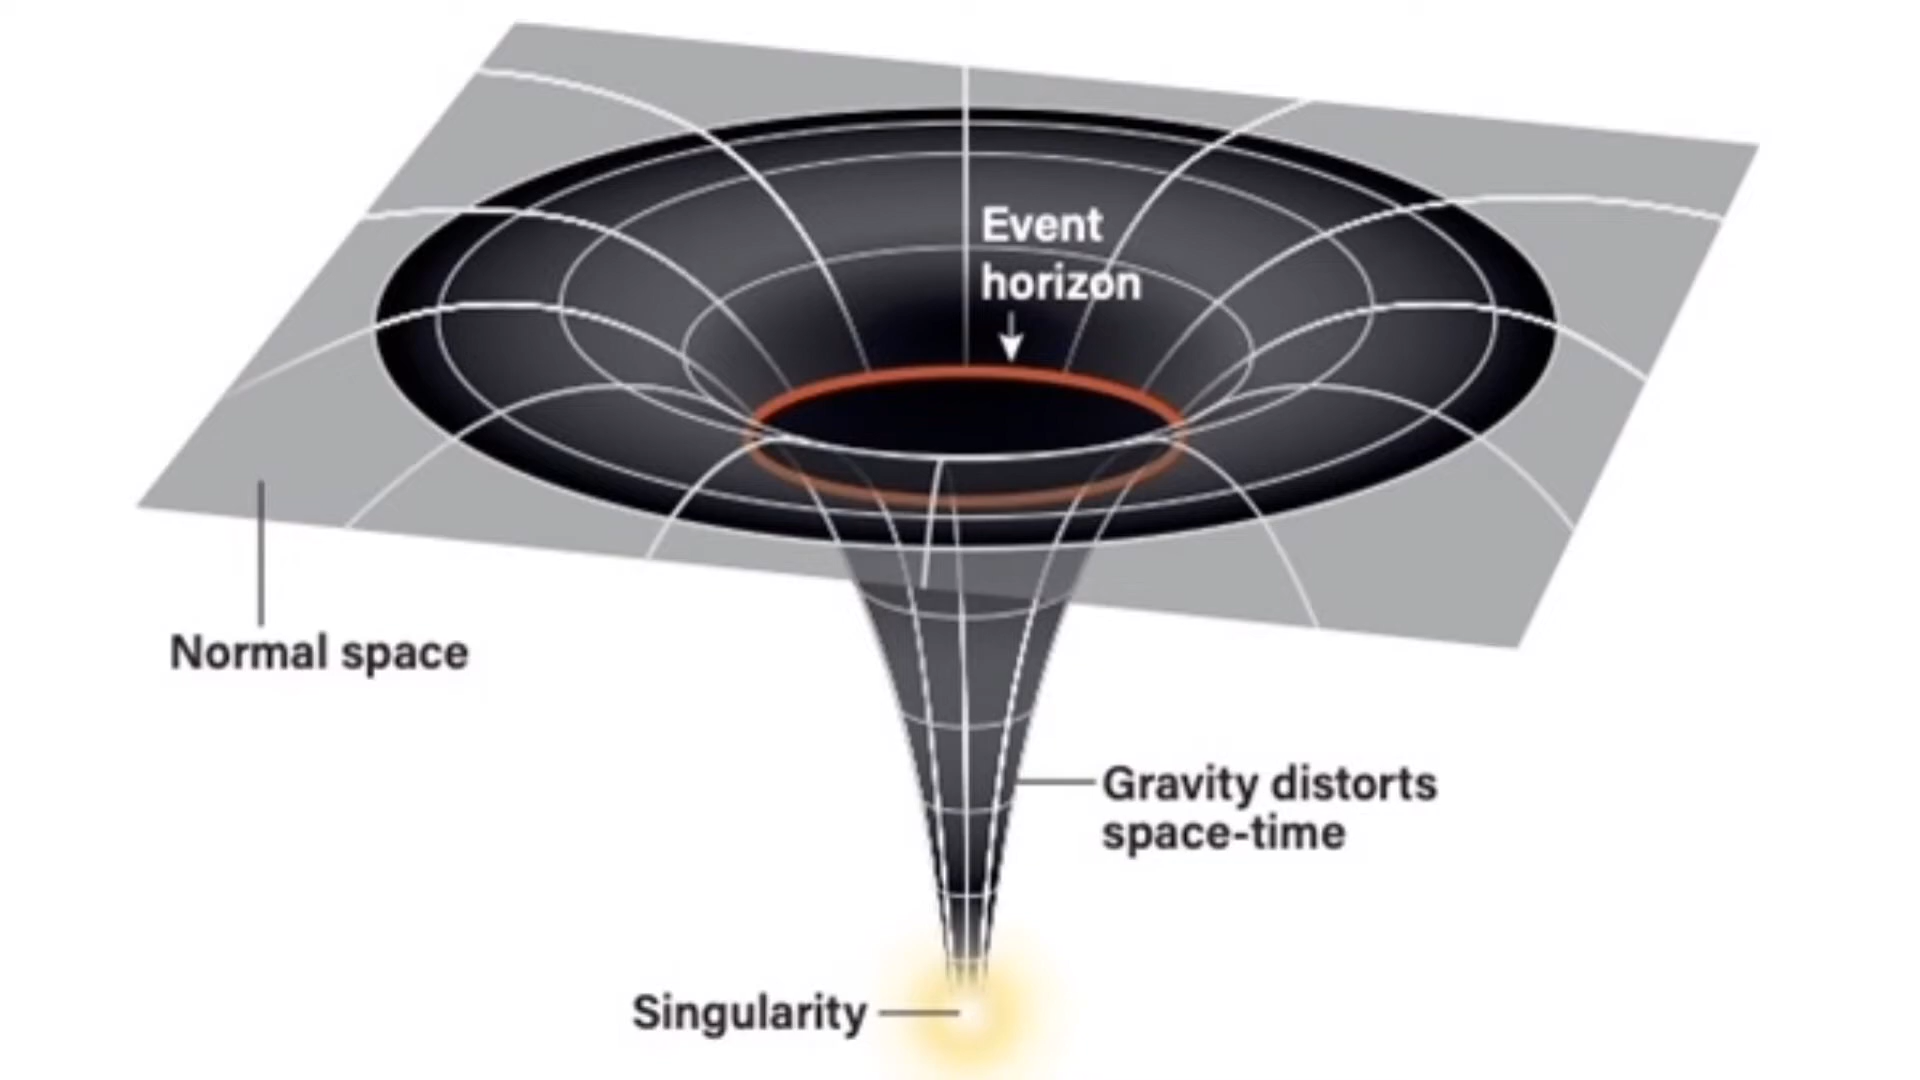 Event
horizon
Normal space
Gravity distorts
space-time
Singularity